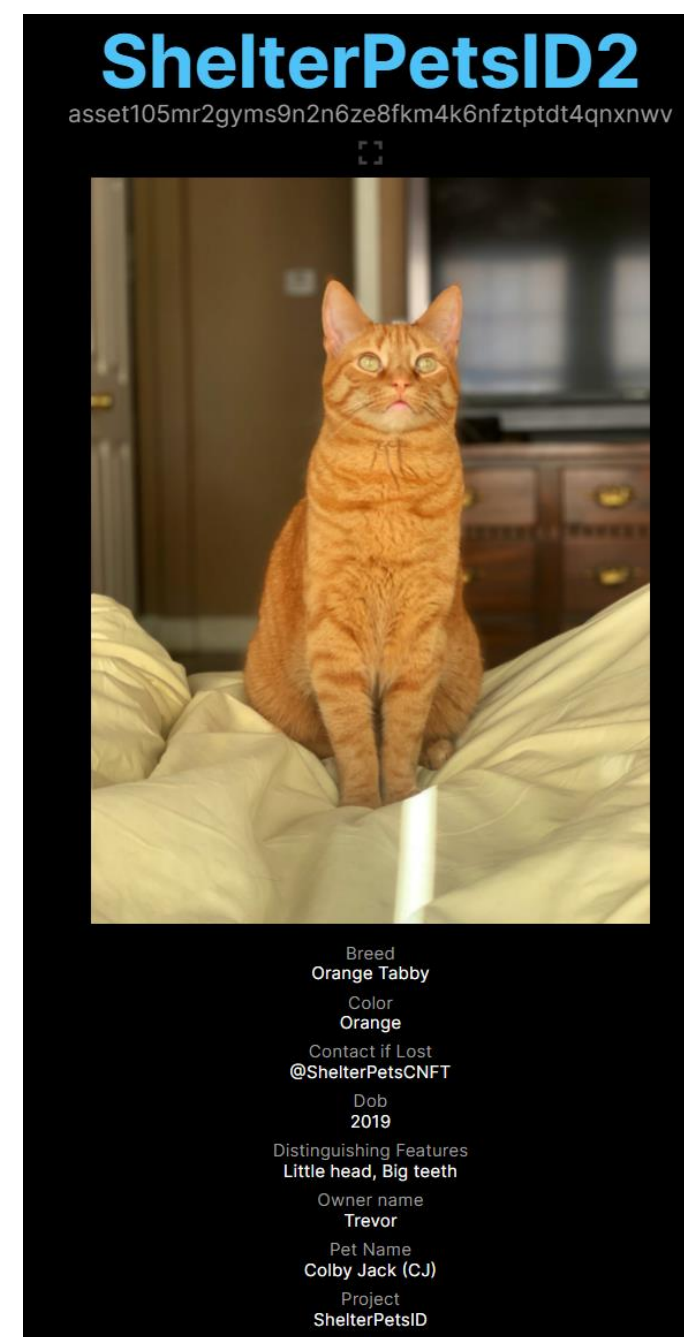 ShelterPetsID2
asset105mr2gyms9n2n6ze8fkm4k6nfztptdt4qnxnwv
Breed
Orange Tabby
Color
Orange
Contact if Lost
@ShelterPetsCNFT
Dob
2019
Distinguishing Features
Little head, Big teeth
Owner name
Trevor
Pet Name
Colby Jack (CJ)
Project
ShelterPetsID